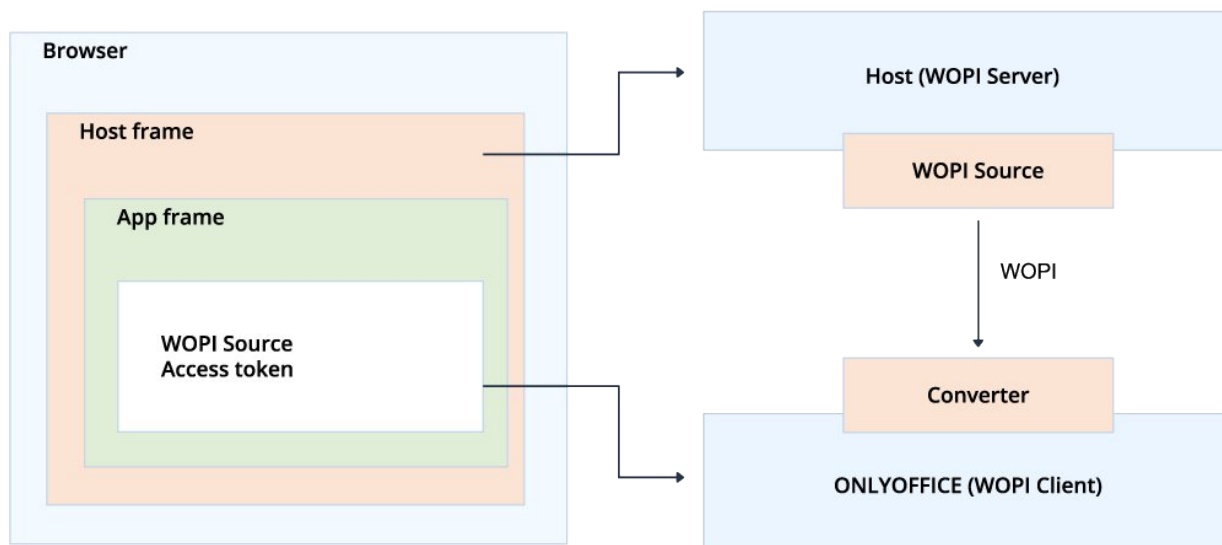 Browser
Host frame
App frame
WOPI Source
Access token
Host (WOPI Server)
WOPI Source
WOPI
Converter
ONLYOFFICE (WOPI Client)